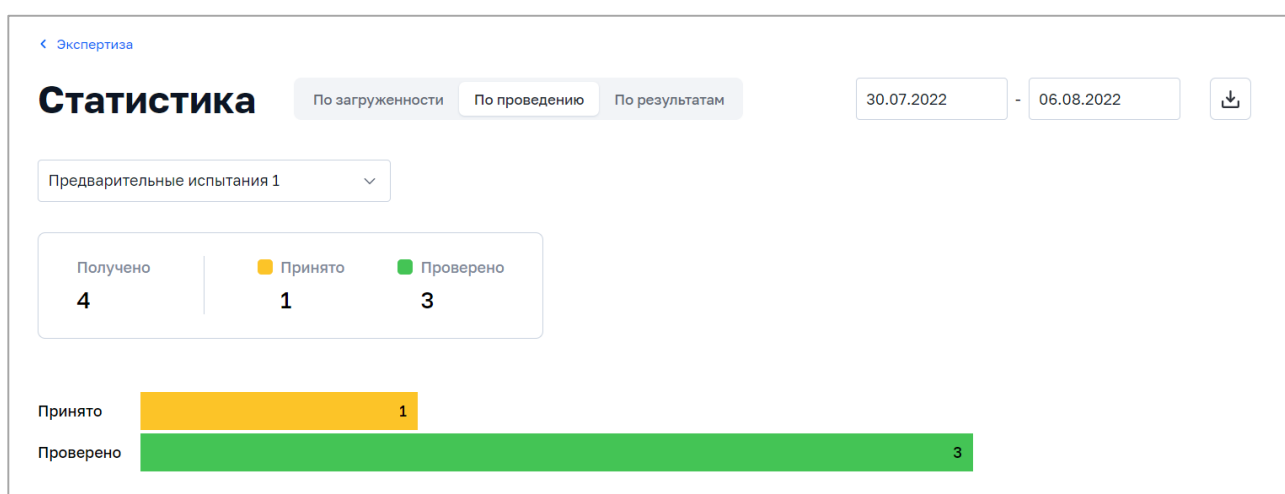 Экспертиза
Статистика По загруженности По проведению По результатам 30.07.2022 - 06.08.2022
Предварительные испытания 1
Получено Принято Проверено
4 1 3
Принято 1
Проверено 3